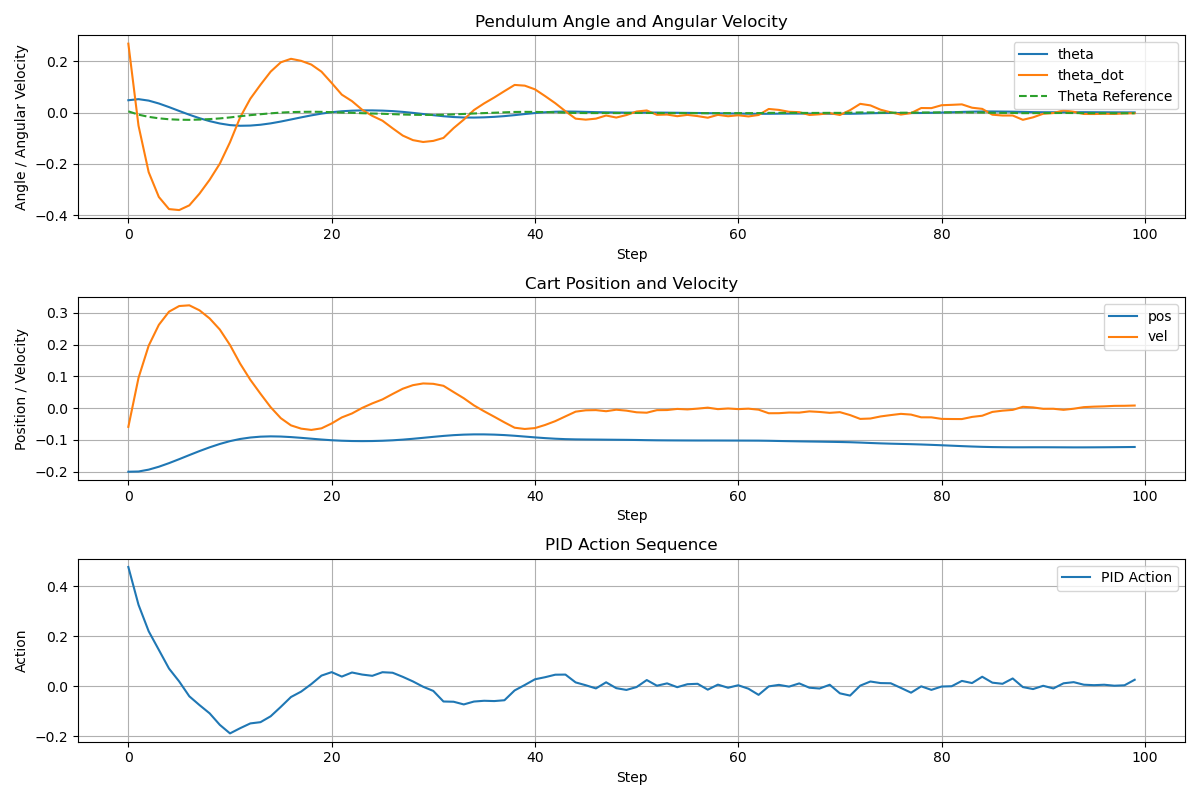 Pendulum Angle and Angular Velocity
Angle / Angular Velocity
0.2
0.0
−0.2
−0.4
theta
theta_dot
Theta Reference
0 20 40 60 80 100
Step
Cart Position and Velocity
Position / Velocity
0.3
0.2
0.1
0.0
−0.1
−0.2
pos
vel
0 20 40 60 80 100
Step
PID Action Sequence
Action
0.4
0.2
0.0
−0.2
PID Action
0 20 40 60 80 100
Step